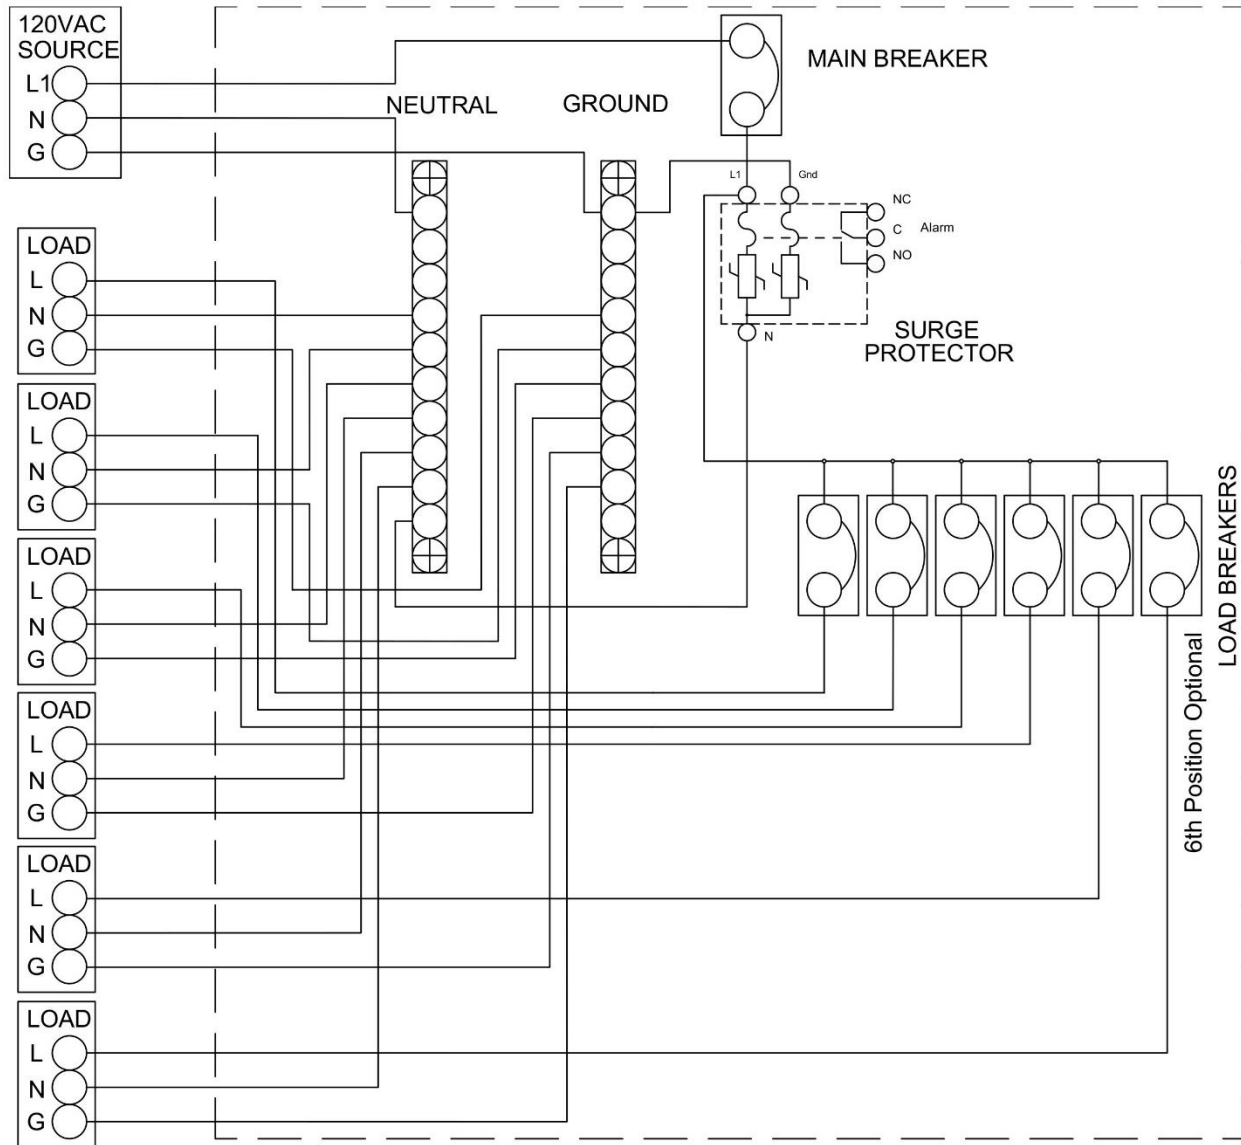 120VAC
SOURCE
L1
N
G
MAIN BREAKER
NEUTRAL
GROUND
L1
Gnd
NC
C
Alarm
NO
N
SURGE
PROTECTOR
LOAD
L
N
G
LOAD
L
N
G
LOAD
L
N
G
LOAD
L
N
G
LOAD
L
N
G
LOAD
L
N
G
LOAD BREAKERS
6th Position Optional